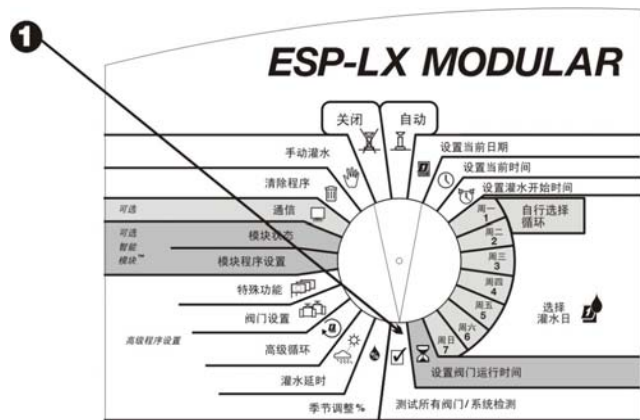 1
ESP-LX MODULAR
关闭
自动
手动灌水
设置当前日期
清除程序
设置当前时间
设置灌水开始时间
可选
通信
周一
1
自行选择
循环
可选
智能
模块™
模块状态
周二
2
模块程序设置
周三
3
特殊功能
周四
4
阀门设置
周五
5
选择
灌水日
高级程序设置
高级循环
周六
6
周日
7
灌水延时
设置阀门运行时间
季节调整%
测试所有阀门/系统检测